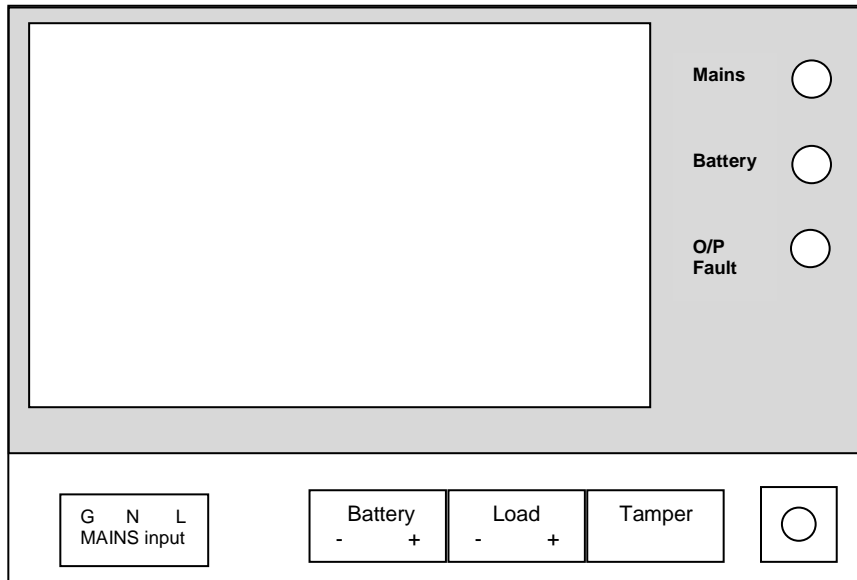 Mains
Battery
O/P
Fault
G N L
MAINS input
Battery
- +
Load
- +
Tamper